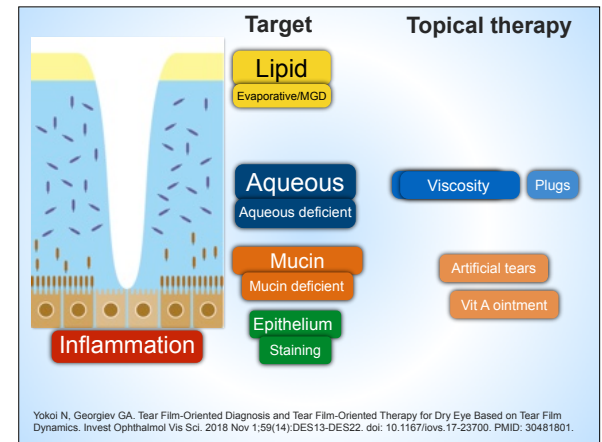 Target
Topical therapy
Lipid
Evaporative/MGD
Aqueous
Aqueous deficient
Viscosity
Plugs
Mucin
Mucin deficient
Artificial tears
Vit A ointment
Epithelium
Staining
Inflammation
Yokoi N, Georgiev GA. Tear Film-Oriented Diagnosis and Tear Film-Oriented Therapy for Dry Eye Based on Tear Film
Dynamics. Invest Ophthalmol Vis Sci. 2018 Nov 1;59(14):DES13-DES22. doi: 10.1167/iovs.17-23700. PMID: 30481801.